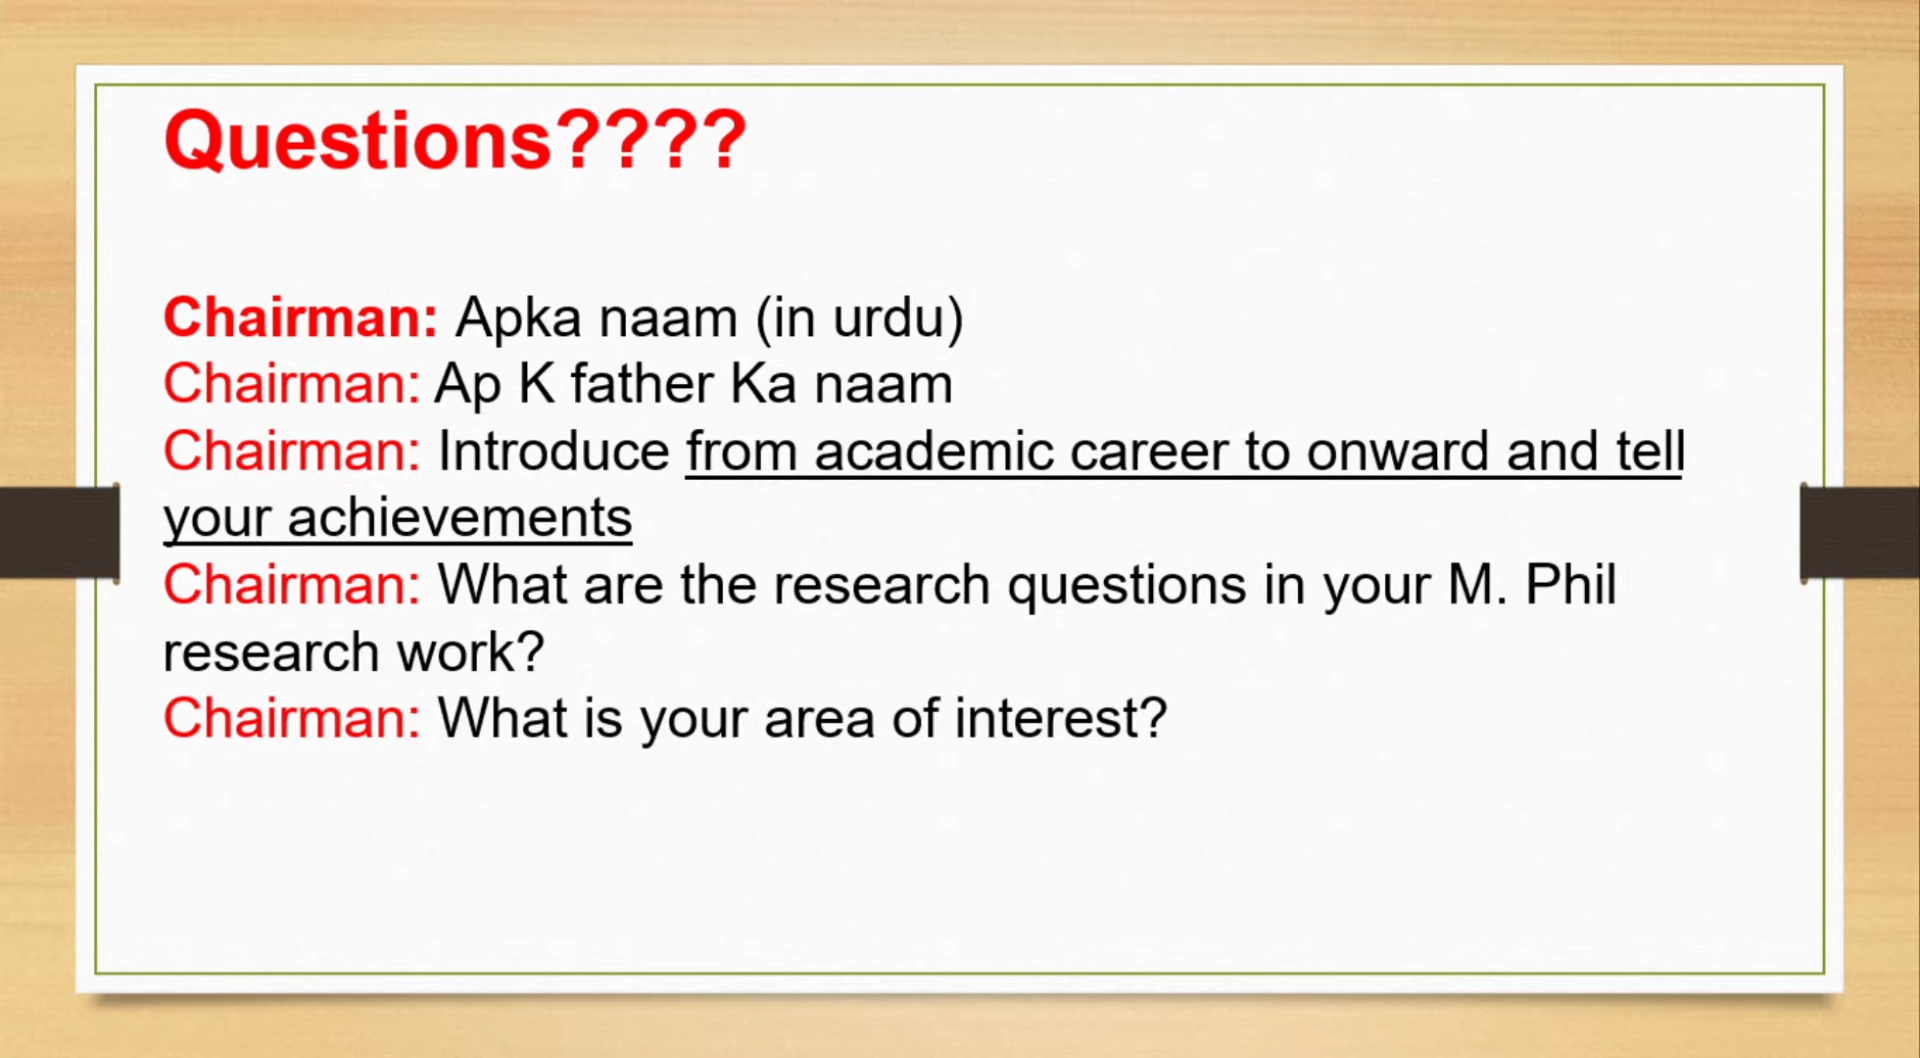 Questions????
Chairman: Apka naam (in urdu)
Chairman: Ap K father Ka naam
Chairman: Introduce from academic career to onward and tell
your achievements
Chairman: What are the research questions in your M. Phil
research work?
Chairman: What is your area of interest?